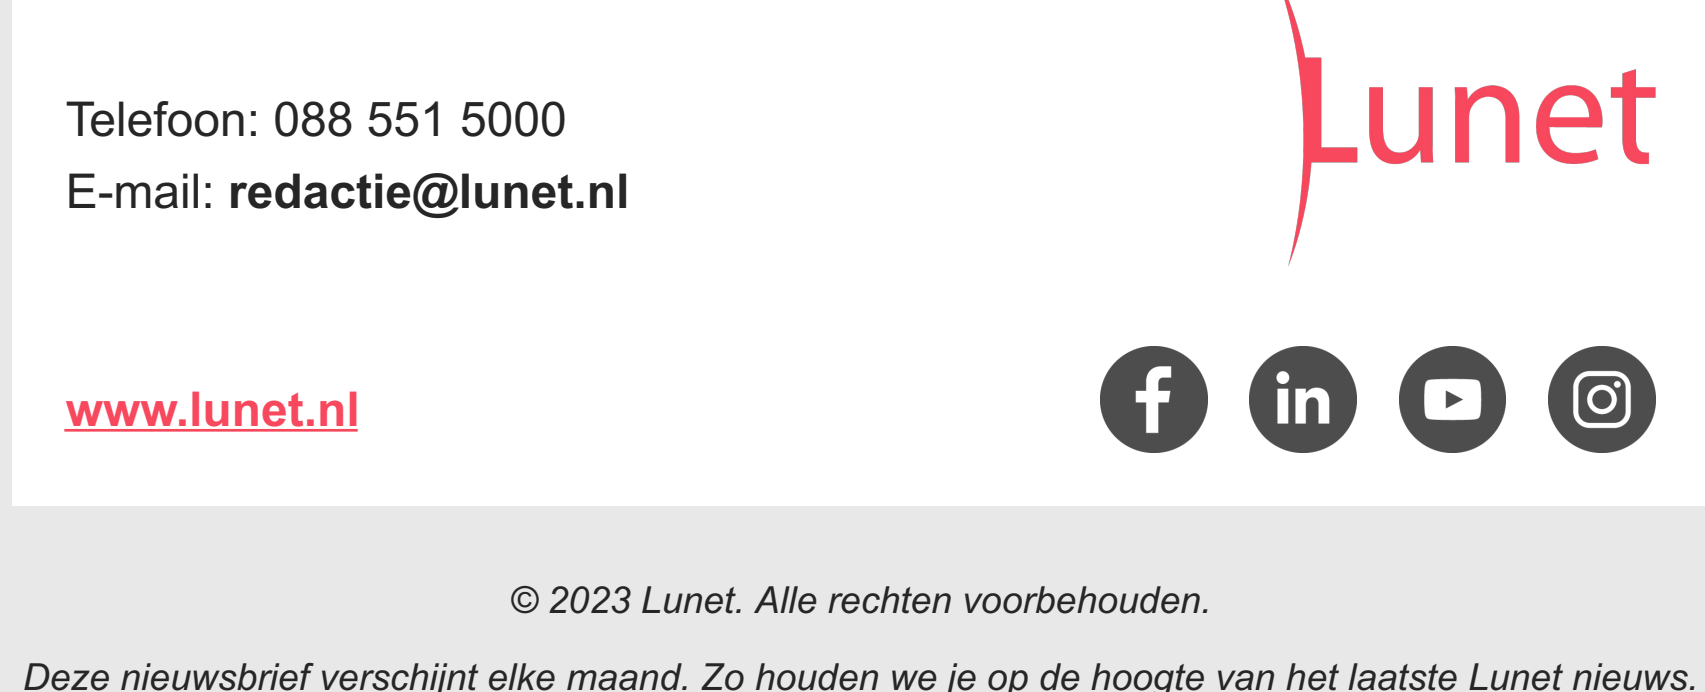 Lunet
Telefoon: 088 551 5000
E-mail: redactie@lunet.nl
www.lunet.nl
© 2023 Lunet. Alle rechten voorbehouden.
Deze nieuwsbrief verschijnt elke maand. Zo houden we je op de hoogte van het laatste Lunet nieuws.